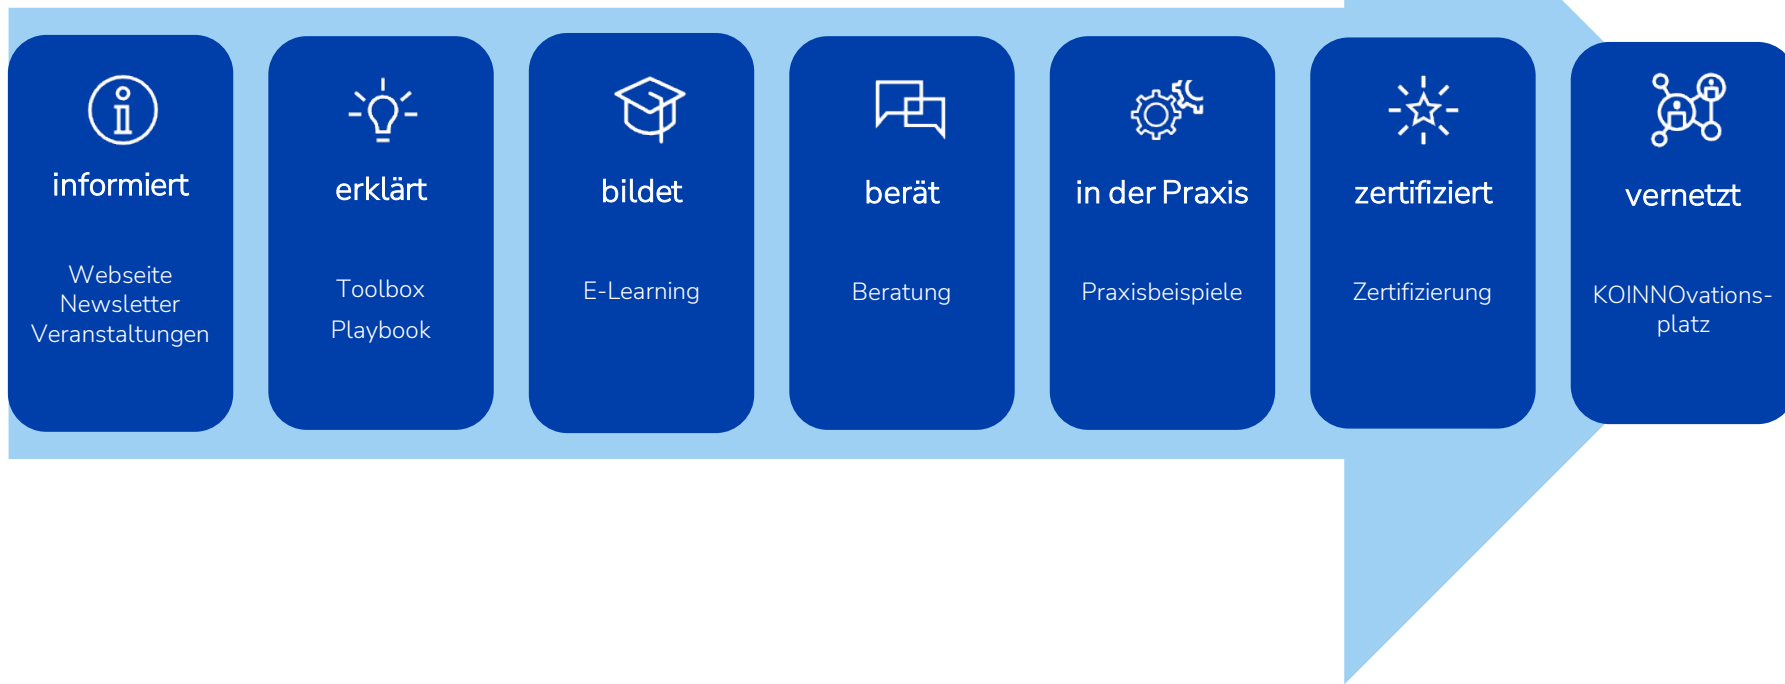 informiert
Webseite
Newsletter
Veranstaltungen
erklärt
Toolbox
Playbook
bildet
E-Learning
berät
Beratung
in der Praxis
Praxisbeispiele
zertifiziert
Zertifizierung
vernetzt
KOINNOvations-
platz